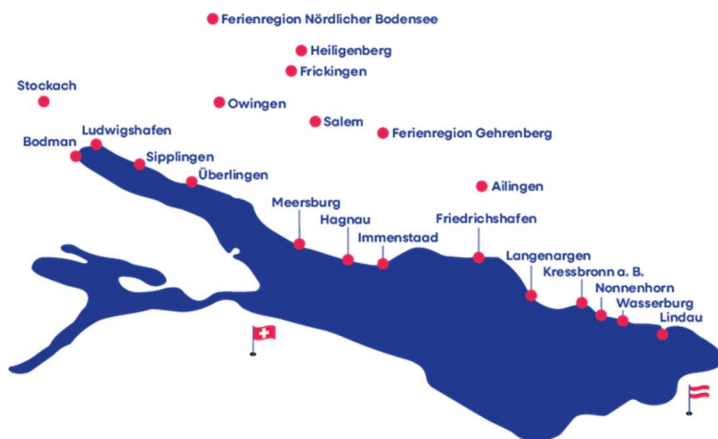 Ferienregion Nördlicher Bodensee
Heiligenberg
Frickingen
Stockach
Owingen
Salem
Ludwigshafen
Ferienregion Gehrenberg
Bodman
Sipplingen
Überlingen
Ailingen
Meersburg
Hagnau
Friedrichshafen
Immenstaad
Langenargen
Kressbronn a. B.
Nonnenhorn
Wasserburg
Lindau